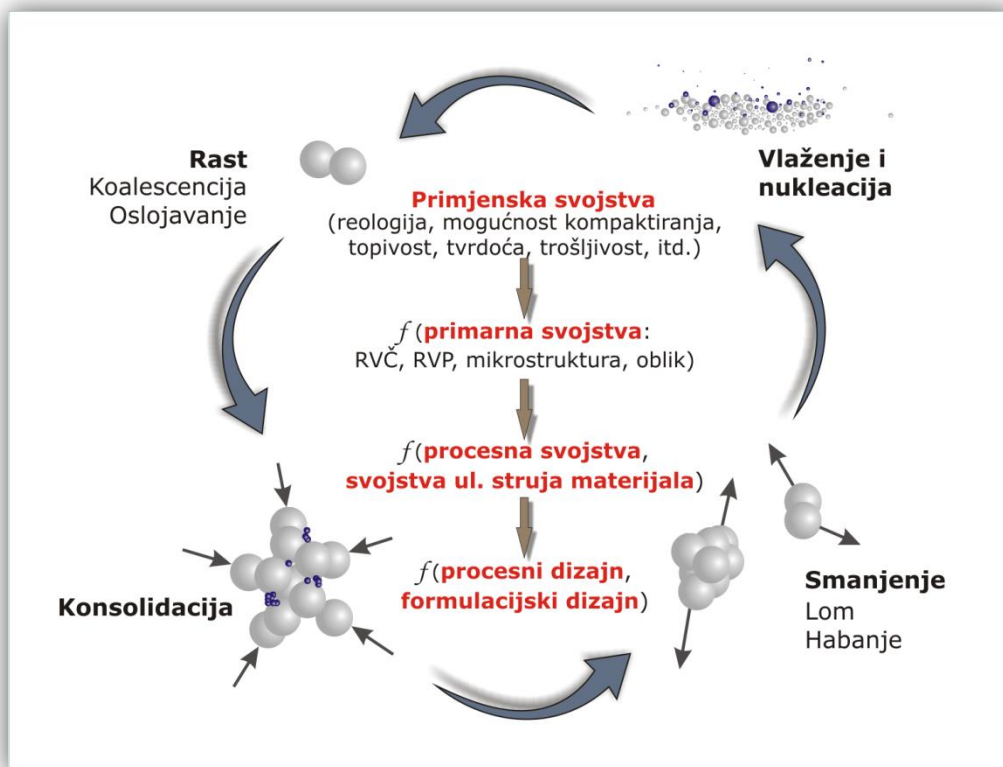 Rast
Koalescencija
Oslojavanje
Vlaženje i
nukleacija
Primjenska svojstva
(reologija, mogućnost kompaktiranja,
topivost, tvrdoća, trošljivost, itd.)
f(primarna svojstva:
RVČ, RVP, mikrostruktura, oblik)
f(procesna svojstva,
svojstva ul. struja materijala)
f(procesni dizajn,
formulacijski dizajn)
Konsolidacija
Smanjenje
Lom
Habanje